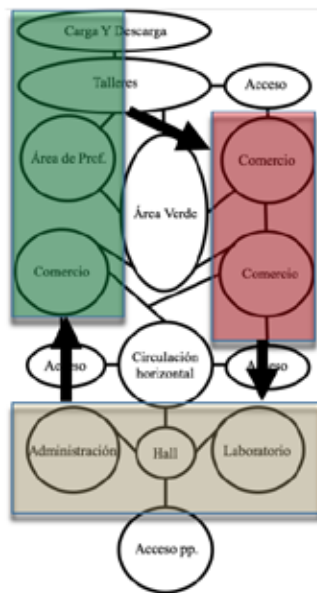 Carga Y Descarga
Talleres
Acceso
Área de Prof.
Comercio
Área Verde
Comercio
Comercio
Acceso
Circulación
horizontal
Acceso
Administración
Hall
Laboratorio
Acceso pp.